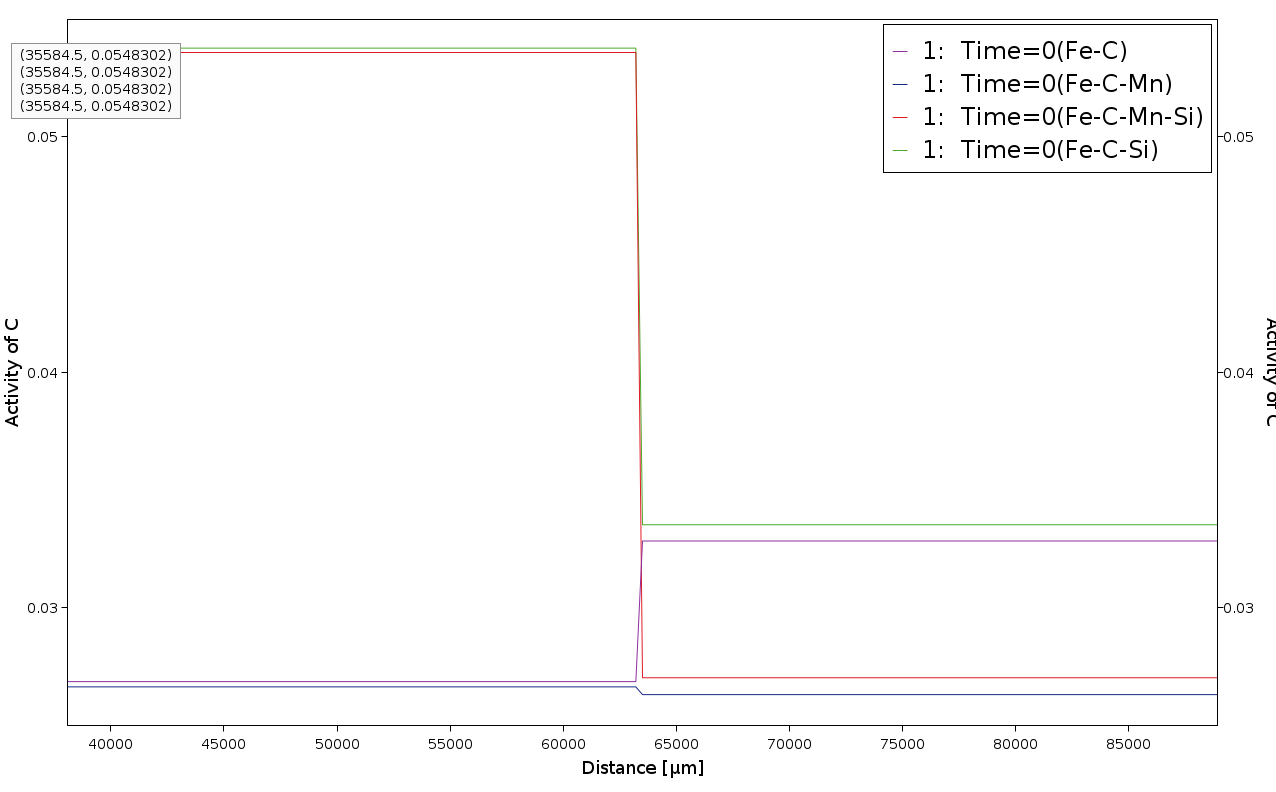 (35584.5, 0.0548302)
(35584.5, 0.0548302)
(35584.5, 0.0548302)
(35584.5, 0.0548302)
1: Time=0(Fe-C)
1: Time=0(Fe-C-Mn)
1: Time=0(Fe-C-Mn-Si)
1: Time=0(Fe-C-Si)
0.05
0.04
0.03
0.05
0.04
0.03
Activity of C
Activity of C
40000 45000 50000 55000 60000 65000 70000 75000 80000 85000
Distance [µm]